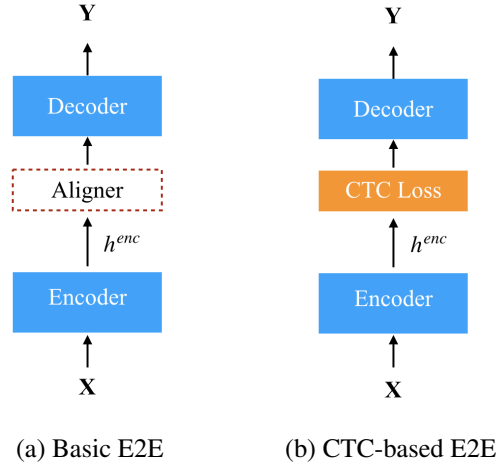 Y
Decoder
Aligner
h^enc
Encoder
X
(a) Basic E2E
Y
Decoder
CTC Loss
h^enc
Encoder
X
(b) CTC-based E2E